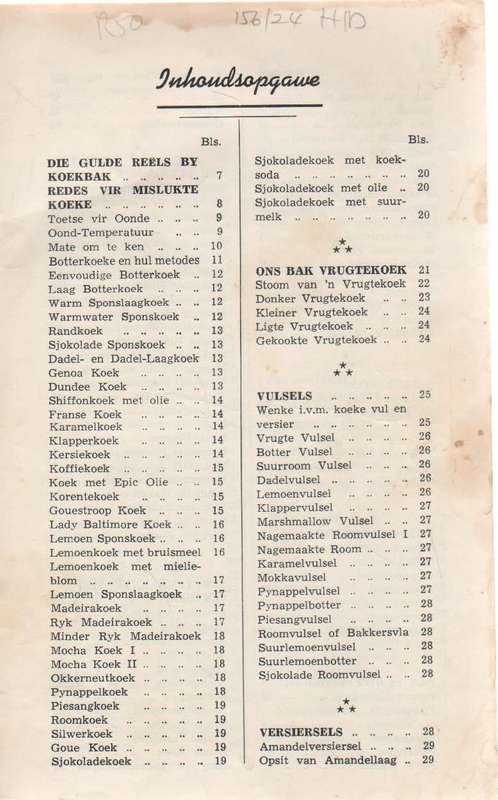 156/24 HD
Inhoudsopgawe
Bls.
DIE GULDE REËLS BY
KOEKBAK .. .. .. .. .. 7
REDES VIR MISLUKTE
KOEKE .. .. .. .. .. .. 8
Toetse vir Oonde .. .. .. 9
Oond-Temperatuur .. .. 9
Mate om te ken .. .. .. 10
Botterkoeke en hul metodes 11
Eenvoudige Botterkoek .. 12
Laag Botterkoek .. .. .. 12
Warm Sponslaagkoek .. .. 12
Warmwater Sponskoek .. 12
Randkoek .. .. .. .. .. 13
Sjokolade Sponskoek .. .. 13
Dadel- en Dadel-Laagkoek 13
Genoa Koek .. .. .. .. 13
Dundee Koek .. .. .. .. 13
Shiffonkoek met olie .. .. 14
Franse Koek .. .. .. .. 14
Karamelkoek .. .. .. .. 14
Klapperkoek .. .. .. .. 14
Kersiekoek .. .. .. .. .. 14
Koffiekoek .. .. .. .. .. 15
Koek met Epic Olie .. .. 15
Korentekoek .. .. .. .. 15
Gouestroop Koek .. .. .. 15
Lady Baltimore Koek .. .. 16
Lemoen Sponskoek .. .. .. 16
Lemoenkoek met bruismeel 16
Lemoenkoek met mielie-
blom .. .. .. .. .. .. .. 17
Lemoen Sponslaagkoek .. 17
Madeirakoek .. .. .. .. 17
Ryk Madeirakoek .. .. .. 17
Minder Ryk Madeirakoek 18
Mocha Koek I .. .. .. .. 18
Mocha Koek II .. .. .. .. 18
Okkerneutkoek .. .. .. .. 18
Pynappelkoek .. .. .. .. 18
Piesangkoek .. .. .. .. 19
Roomkoek .. .. .. .. .. 19
Silwerkoek .. .. .. .. .. 19
Goue Koek .. .. .. .. .. 19
Sjokoladekoek .. .. .. .. 19
Bls.
Sjokoladekoek met koek-
soda .. .. .. .. .. .. .. 20
Sjokoladekoek met olie .. 20
Sjokoladekoek met suur-
melk .. .. .. .. .. .. .. 20
ONS BAK VRUGTEKOEK 21
Stoom van 'n Vrugtekoek 22
Donker Vrugtekoek .. .. 23
Kleiner Vrugtekoek .. .. 24
Ligte Vrugtekoek .. .. .. 24
Gekookte Vrugtekoek .. .. 24
VULSELS .. .. .. .. .. 25
Wenke i.v.m. koeke vul en
versier .. .. .. .. .. .. 25
Vrugte Vulsel .. .. .. .. 26
Botter Vulsel .. .. .. .. 26
Suurroom Vulsel .. .. .. 26
Dadelvulsel .. .. .. .. .. 26
Lemoenvulsel .. .. .. .. 26
Klappervulsel .. .. .. .. 27
Marshmallow Vulsel .. .. 27
Nagemaakte Roomvulsel I 27
Nagemaakte Room .. .. .. 27
Karamelvulsel .. .. .. .. 27
Mokkavulsel .. .. .. .. 27
Pynappelvulsel .. .. .. .. 27
Pynappelbotter .. .. .. .. 28
Piesangvulsel .. .. .. .. 28
Roomvulsel of Bakkersvla 28
Suurlemoenvulsel .. .. .. 28
Suurlemoenbotter .. .. .. 28
Sjokolade Roomvulsel .. .. 28
VERSIERSELS .. .. .. .. 28
Amandelversiersel .. .. .. 29
Opsit van Amandellaag .. 29